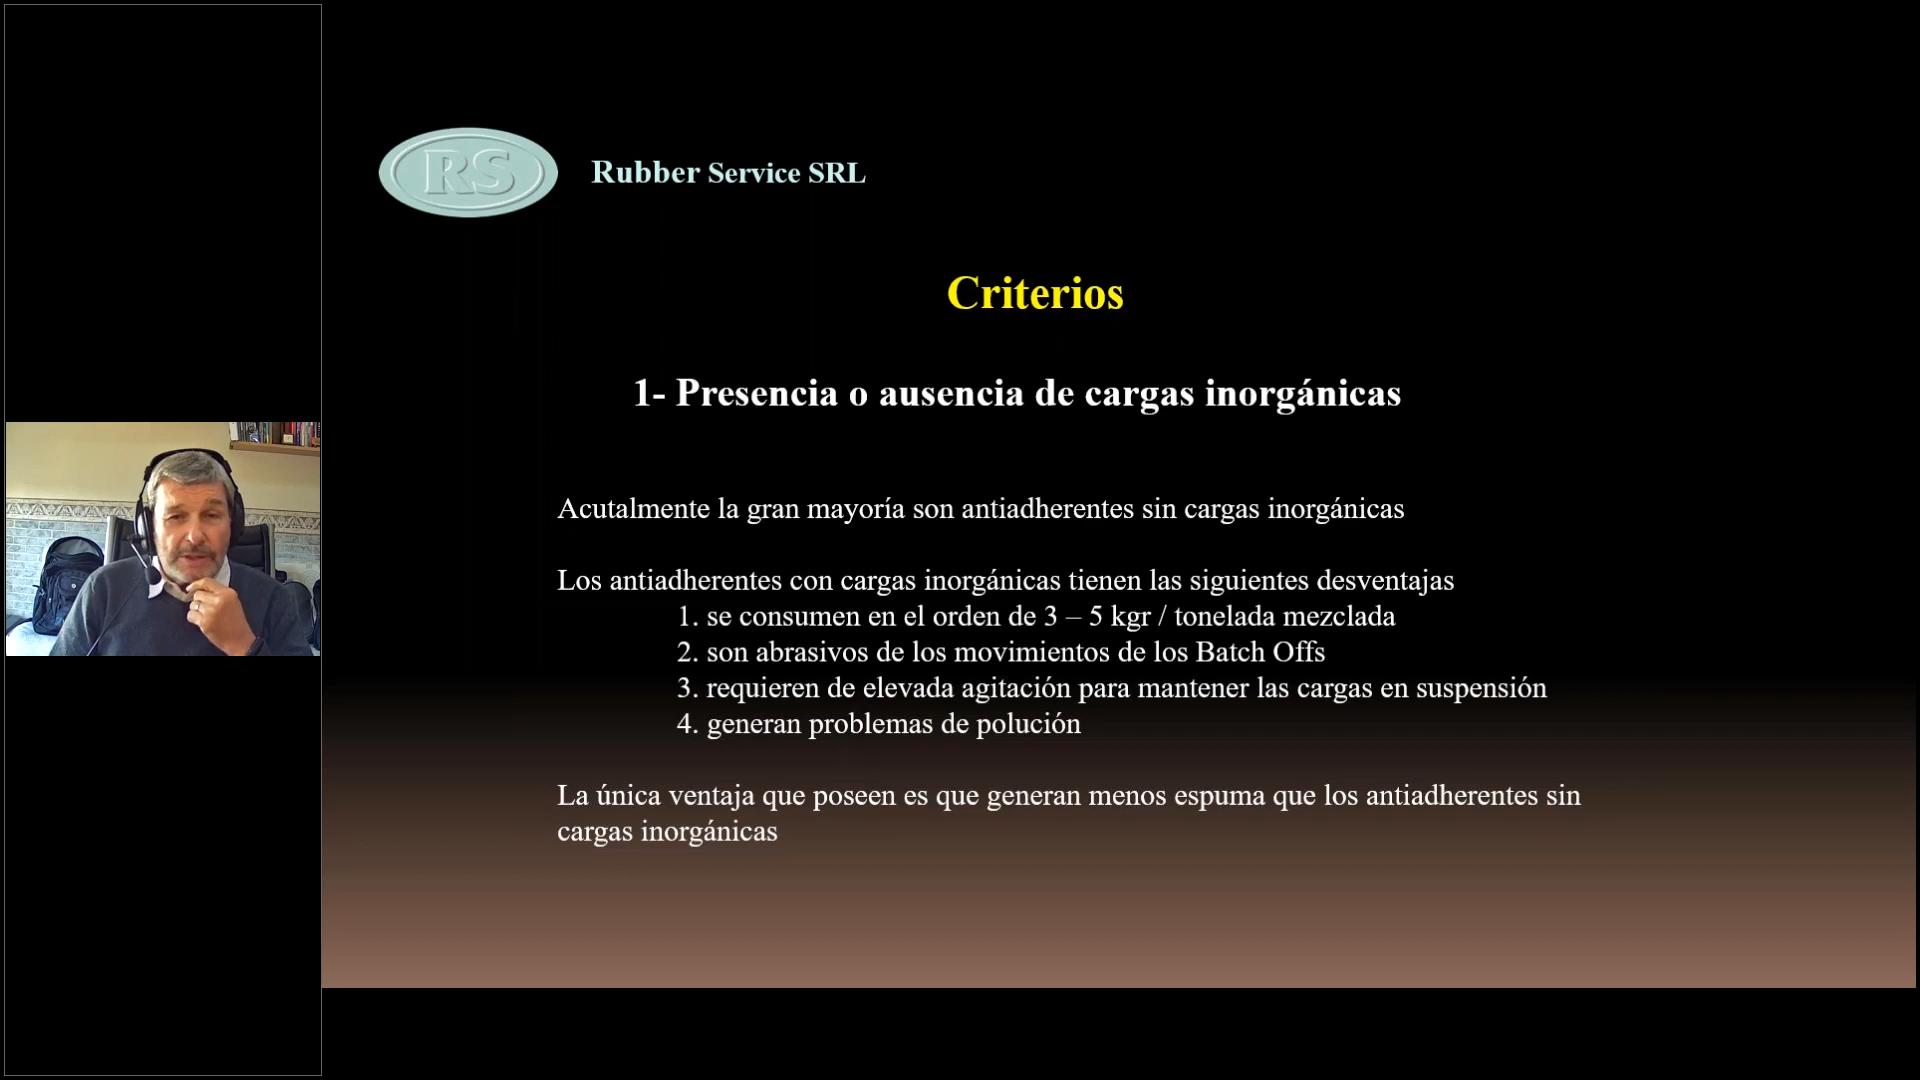 RS
Rubber Service SRL
Criterios
1- Presencia o ausencia de cargas inorgánicas
Acutalmente la gran mayoría son antiadherentes sin cargas inorgánicas
Los antiadherentes con cargas inorgánicas tienen las siguientes desventajas
1. se consumen en el orden de 3 – 5 kgr / tonelada mezclada
2. son abrasivos de los movimientos de los Batch Offs
3. requieren de elevada agitación para mantener las cargas en suspensión
4. generan problemas de polución
La única ventaja que poseen es que generan menos espuma que los antiadherentes sin
cargas inorgánicas